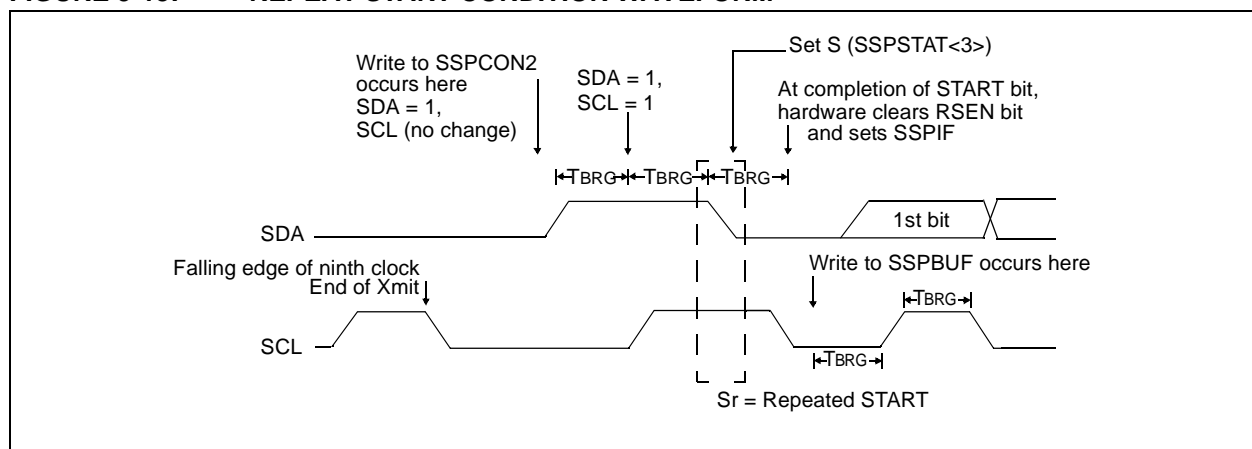 Set S (SSPSTAT<3>)
Write to SSPCON2
occurs here
SDA = 1,
SCL (no change)
SDA = 1,
SCL = 1
At completion of START bit,
hardware clears RSEN bit
and sets SSPIF
TBRG
TBRG
TBRG
SDA
1st bit
Falling edge of ninth clock
End of Xmit
Write to SSPBUF occurs here
TBRG
SCL
TBRG
Sr = Repeated START